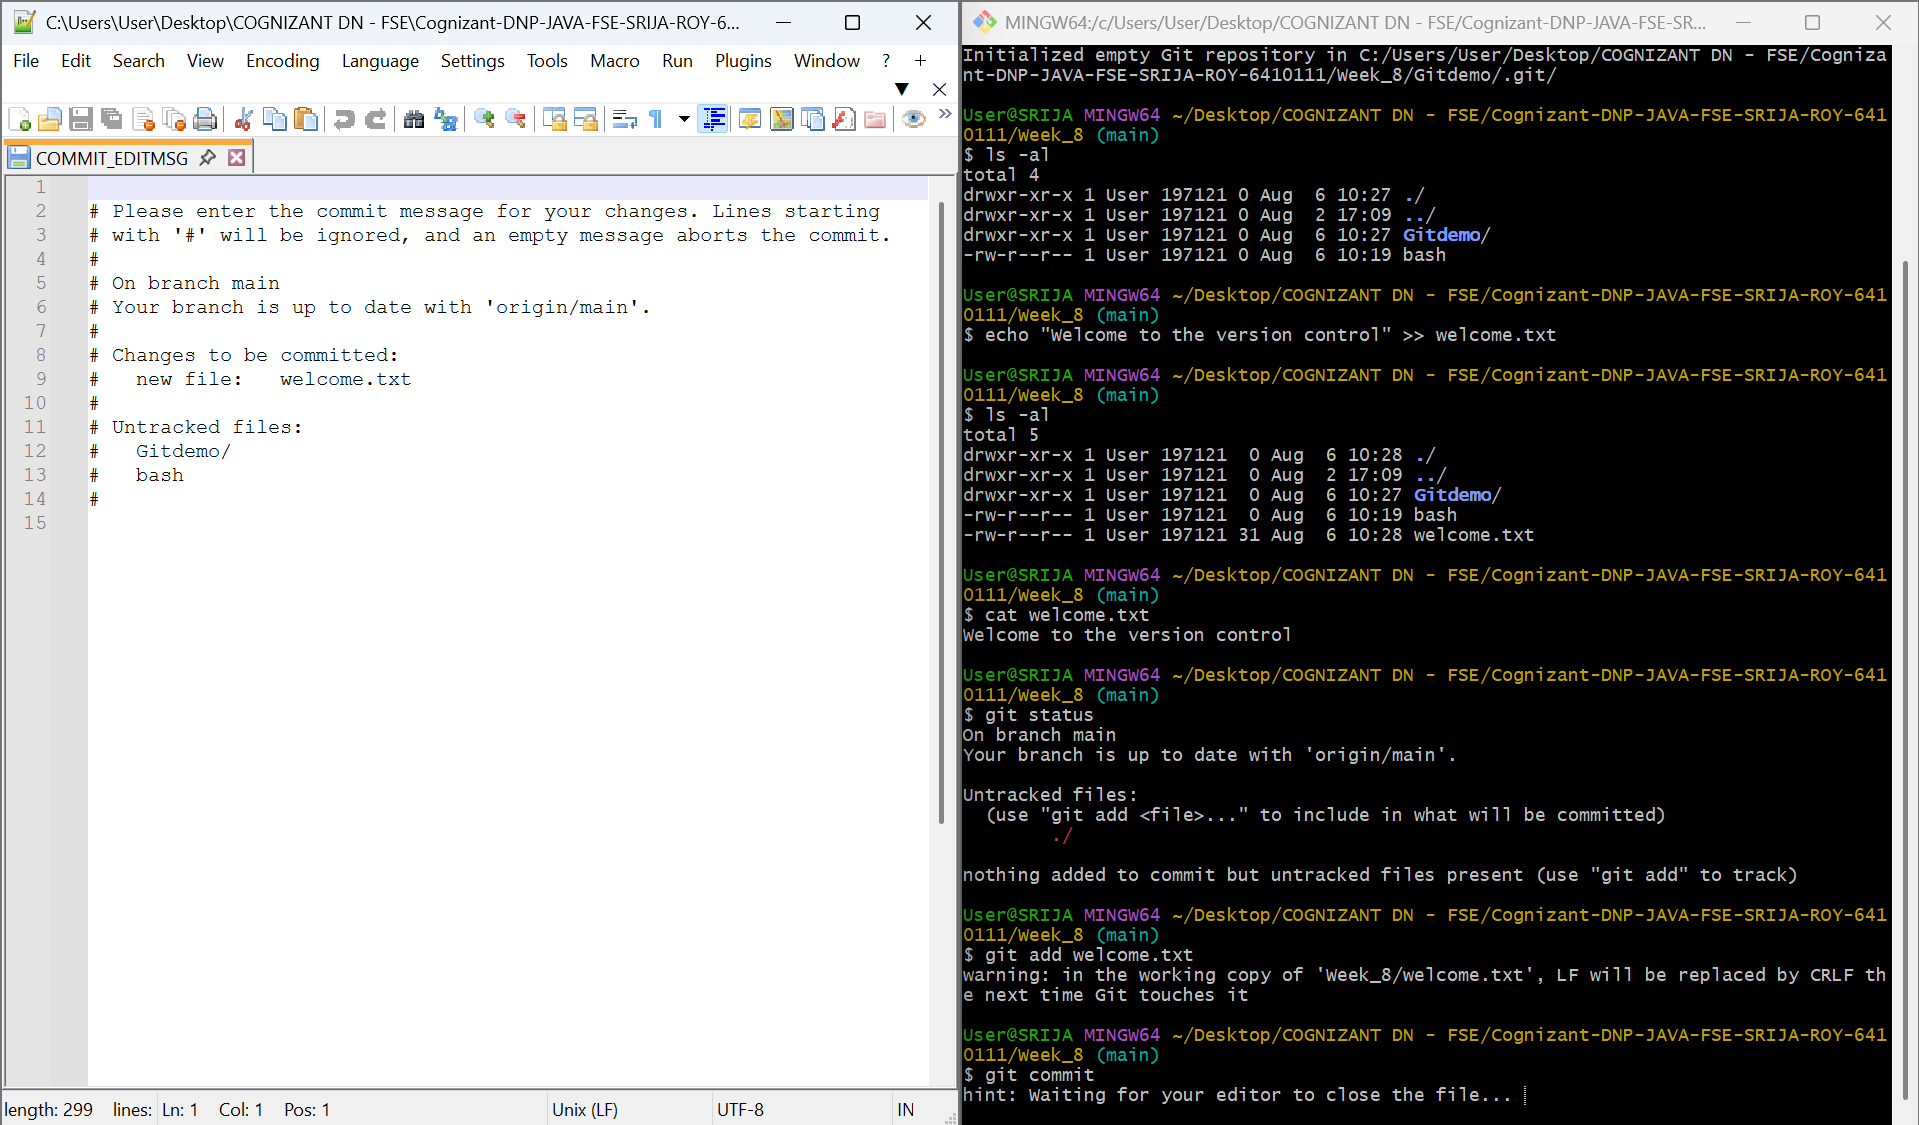 C:\Users\User\Desktop\COGNIZANT DN - FSE\Cognizant-DNP-JAVA-FSE-SRIJA-ROY-6...
File Edit Search View Encoding Language Settings Tools Macro Run Plugins Window ? +
COMMIT_EDITMSG
1
2 # Please enter the commit message for your changes. Lines starting
3 # with '#' will be ignored, and an empty message aborts the commit.
4 #
5 # On branch main
6 # Your branch is up to date with 'origin/main'.
7 #
8 # Changes to be committed:
9 #   new file:   welcome.txt
10 #
11 # Untracked files:
12 #   Gitdemo/
13 #   bash
14 #
15
length: 299 lines: Ln: 1 Col: 1 Pos: 1 Unix (LF) UTF-8 IN
MINGW64:/c/Users/User/Desktop/COGNIZANT DN - FSE/Cognizant-DNP-JAVA-FSE-SR...
Initialized empty Git repository in C:/Users/User/Desktop/COGNIZANT DN - FSE/Cogniza
nt-DNP-JAVA-FSE-SRIJA-ROY-6410111/Week_8/Gitdemo/.git/
User@SRIJA MINGW64 ~/Desktop/COGNIZANT DN - FSE/Cognizant-DNP-JAVA-FSE-SRIJA-ROY-641
0111/Week_8 (main)
$ ls -al
total 4
drwxr-xr-x 1 User 197121 0 Aug  6 10:27 ./
drwxr-xr-x 1 User 197121 0 Aug  2 17:09 ../
drwxr-xr-x 1 User 197121 0 Aug  6 10:27 Gitdemo/
-rw-r--r-- 1 User 197121 0 Aug  6 10:19 bash
User@SRIJA MINGW64 ~/Desktop/COGNIZANT DN - FSE/Cognizant-DNP-JAVA-FSE-SRIJA-ROY-641
0111/Week_8 (main)
$ echo "Welcome to the version control" >> welcome.txt
User@SRIJA MINGW64 ~/Desktop/COGNIZANT DN - FSE/Cognizant-DNP-JAVA-FSE-SRIJA-ROY-641
0111/Week_8 (main)
$ ls -al
total 5
drwxr-xr-x 1 User 197121  0 Aug  6 10:28 ./
drwxr-xr-x 1 User 197121  0 Aug  2 17:09 ../
drwxr-xr-x 1 User 197121  0 Aug  6 10:27 Gitdemo/
-rw-r--r-- 1 User 197121  0 Aug  6 10:19 bash
-rw-r--r-- 1 User 197121 31 Aug  6 10:28 welcome.txt
User@SRIJA MINGW64 ~/Desktop/COGNIZANT DN - FSE/Cognizant-DNP-JAVA-FSE-SRIJA-ROY-641
0111/Week_8 (main)
$ cat welcome.txt
Welcome to the version control
User@SRIJA MINGW64 ~/Desktop/COGNIZANT DN - FSE/Cognizant-DNP-JAVA-FSE-SRIJA-ROY-641
0111/Week_8 (main)
$ git status
On branch main
Your branch is up to date with 'origin/main'.
Untracked files:
  (use "git add <file>..." to include in what will be committed)
        ./
nothing added to commit but untracked files present (use "git add" to track)
User@SRIJA MINGW64 ~/Desktop/COGNIZANT DN - FSE/Cognizant-DNP-JAVA-FSE-SRIJA-ROY-641
0111/Week_8 (main)
$ git add welcome.txt
warning: in the working copy of 'Week_8/welcome.txt', LF will be replaced by CRLF th
e next time Git touches it
User@SRIJA MINGW64 ~/Desktop/COGNIZANT DN - FSE/Cognizant-DNP-JAVA-FSE-SRIJA-ROY-641
0111/Week_8 (main)
$ git commit
hint: Waiting for your editor to close the file...